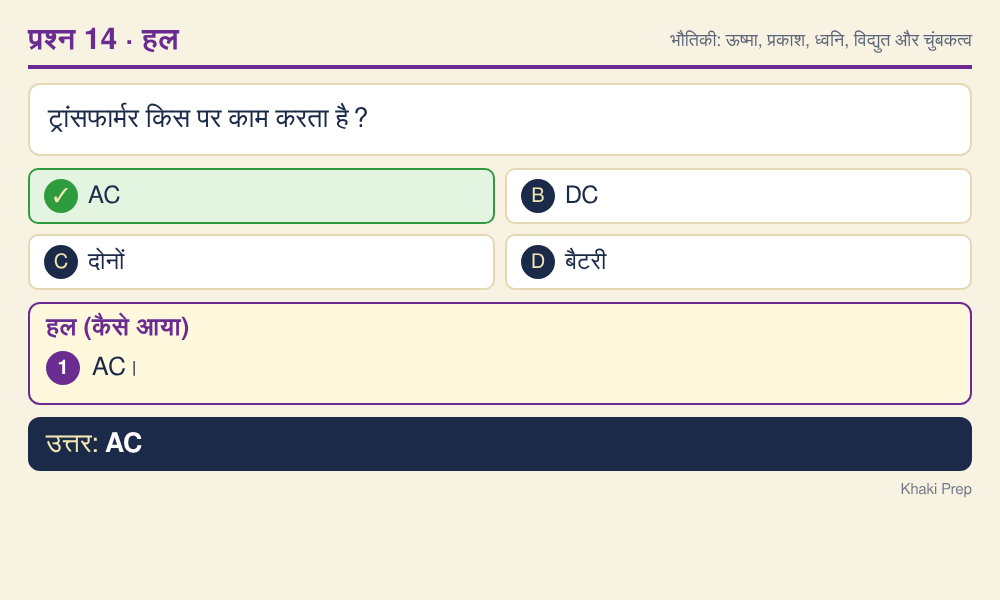 प्रश्न 14 · हल
भौतिकी: ऊष्मा, प्रकाश, ध्वनि, विद्युत और चुंबकत्व
ट्रांसफार्मर किस पर काम करता है ?
✓ AC
B DC
C दोनों
D बैटरी
हल (कैसे आया)
1 AC।
उत्तर: AC
Khaki Prep